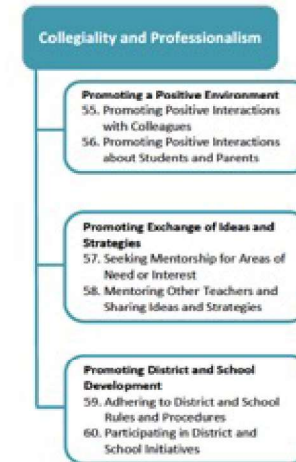 Collegiality and Professionalism
Promoting a Positive Environment
55. Promoting Positive Interactions
with Colleagues
56. Promoting Positive Interactions
about Students and Parents
Promoting Exchange of Ideas and
Strategies
57. Seeking Mentorship for Areas of
Need or Interest
58. Mentoring Other Teachers and
Sharing Ideas and Strategies
Promoting District and School
Development
59. Adhering to District and School
Rules and Procedures
60. Participating in District and
School Initiatives